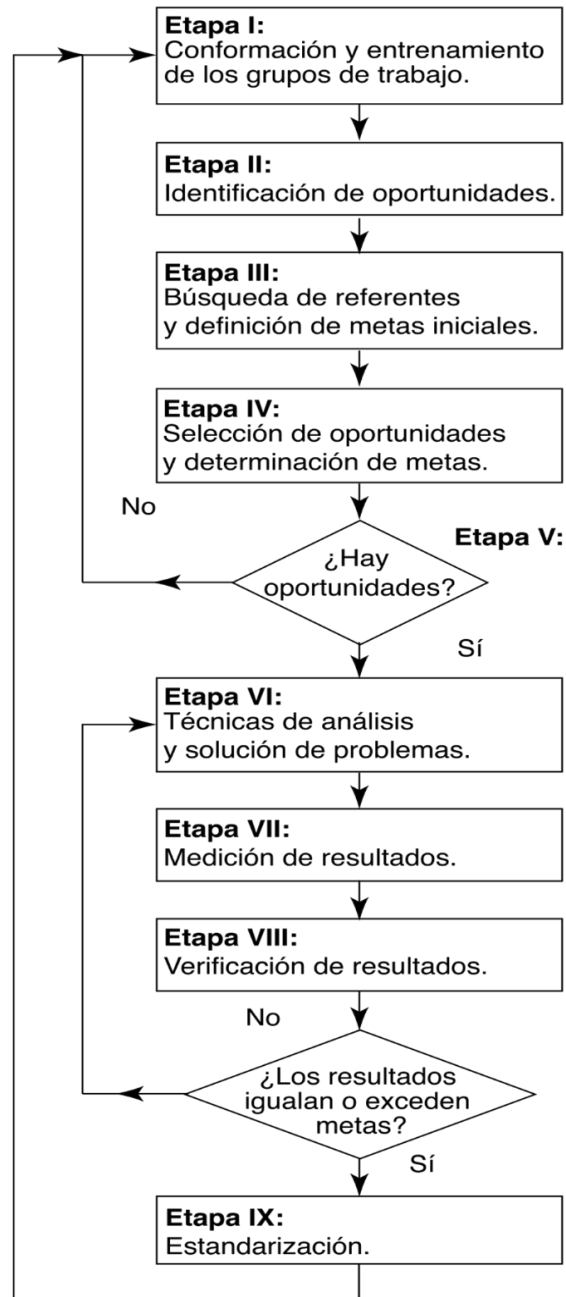 Etapa I:
Conformación y entrenamiento
de los grupos de trabajo.
Etapa II:
Identificación de oportunidades.
Etapa III:
Búsqueda de referentes
y definición de metas iniciales.
Etapa IV:
Selección de oportunidades
y determinación de metas.
No
Etapa V:
¿Hay
oportunidades?
Sí
Etapa VI:
Técnicas de análisis
y solución de problemas.
Etapa VII:
Medición de resultados.
Etapa VIII:
Verificación de resultados.
No
¿Los resultados
igualan o exceden
metas?
Sí
Etapa IX:
Estandarización.